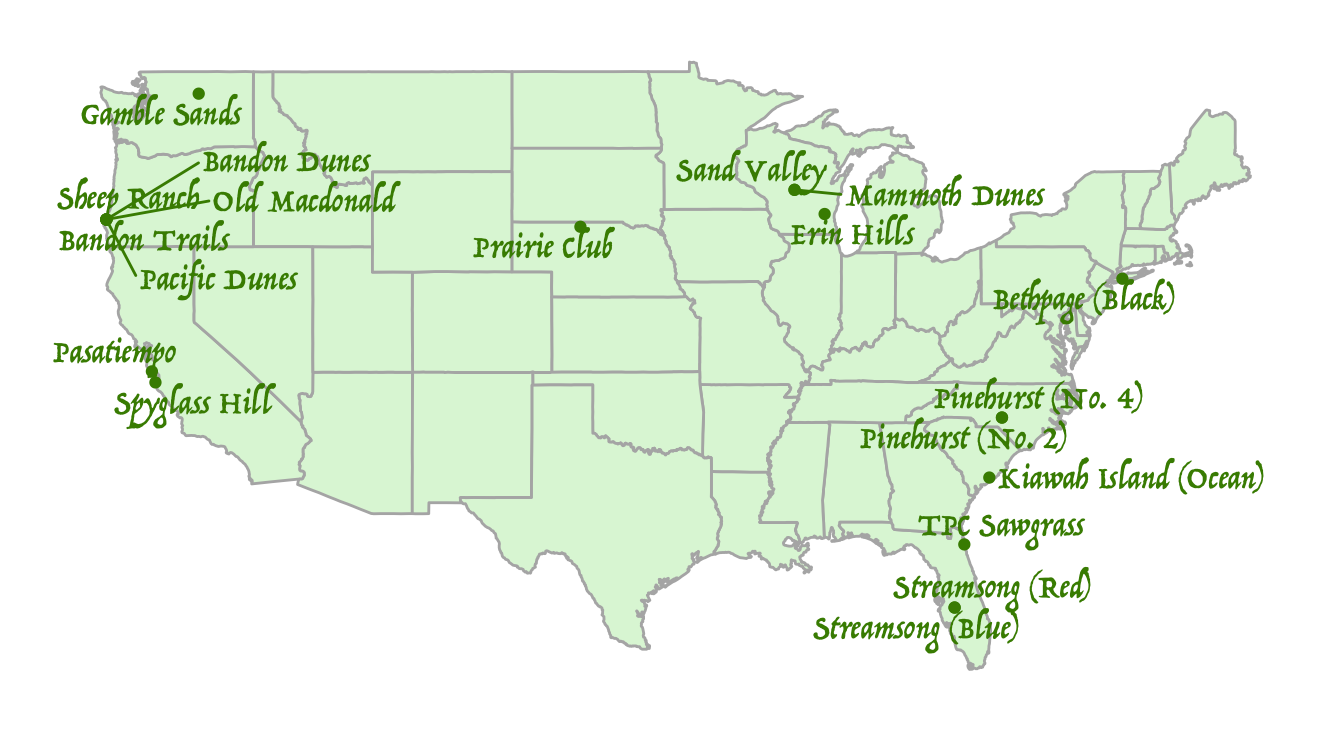 Gamble Sands
Bandon Dunes
Sand Valley
Sheep Ranch
Old Macdonald
Mammoth Dunes
Bandon Trails
Erin Hills
Prairie Club
Pacific Dunes
Bethpage (Black)
Pasatiempo
Spyglass Hill
Pinehurst (No. 4)
Pinehurst (No. 2)
Kiawah Island (Ocean)
TPC Sawgrass
Streamsong (Red)
Streamsong (Blue)